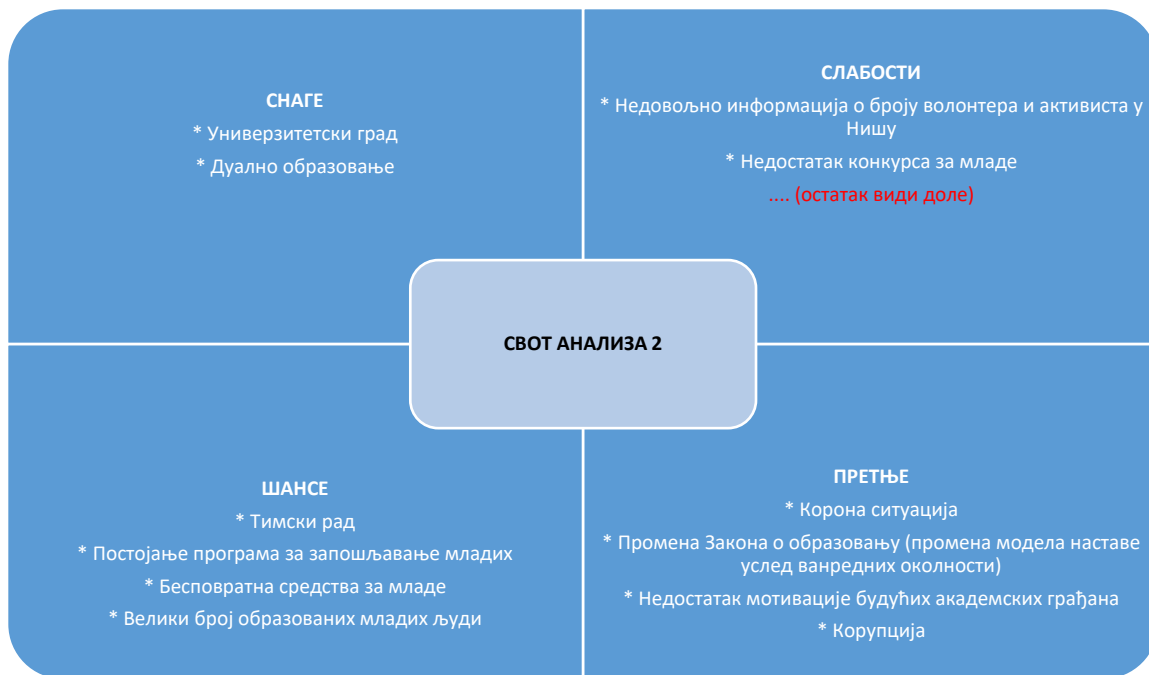 СНАГЕ
* Универзитетски град
* Дуално образовање
СЛАБОСТИ
* Недовољно информација о броју волонтера и активиста у
Нишу
* Недостатак конкурса за младе
.... (остатак види доле)
СВОТ АНАЛИЗА 2
ШАНСЕ
* Тимски рад
* Постојање програма за запошљавање младих
* Бесповратна средства за младе
* Велики број образованих младих људи
ПРЕТЊЕ
* Корона ситуација
* Промена Закона о образовању (промена модела наставе
услед ванредних околности)
* Недостатак мотивације будућих академских грађана
* Корупција